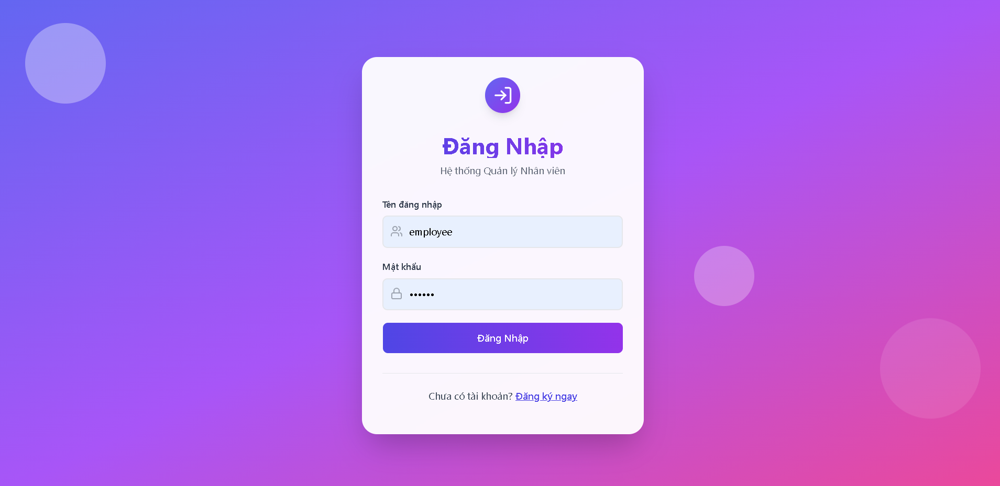 Đăng Nhập
Hệ thống Quản lý Nhân viên
Tên đăng nhập
employee
Mật khẩu
••••••
Đăng Nhập
Chưa có tài khoản? Đăng ký ngay